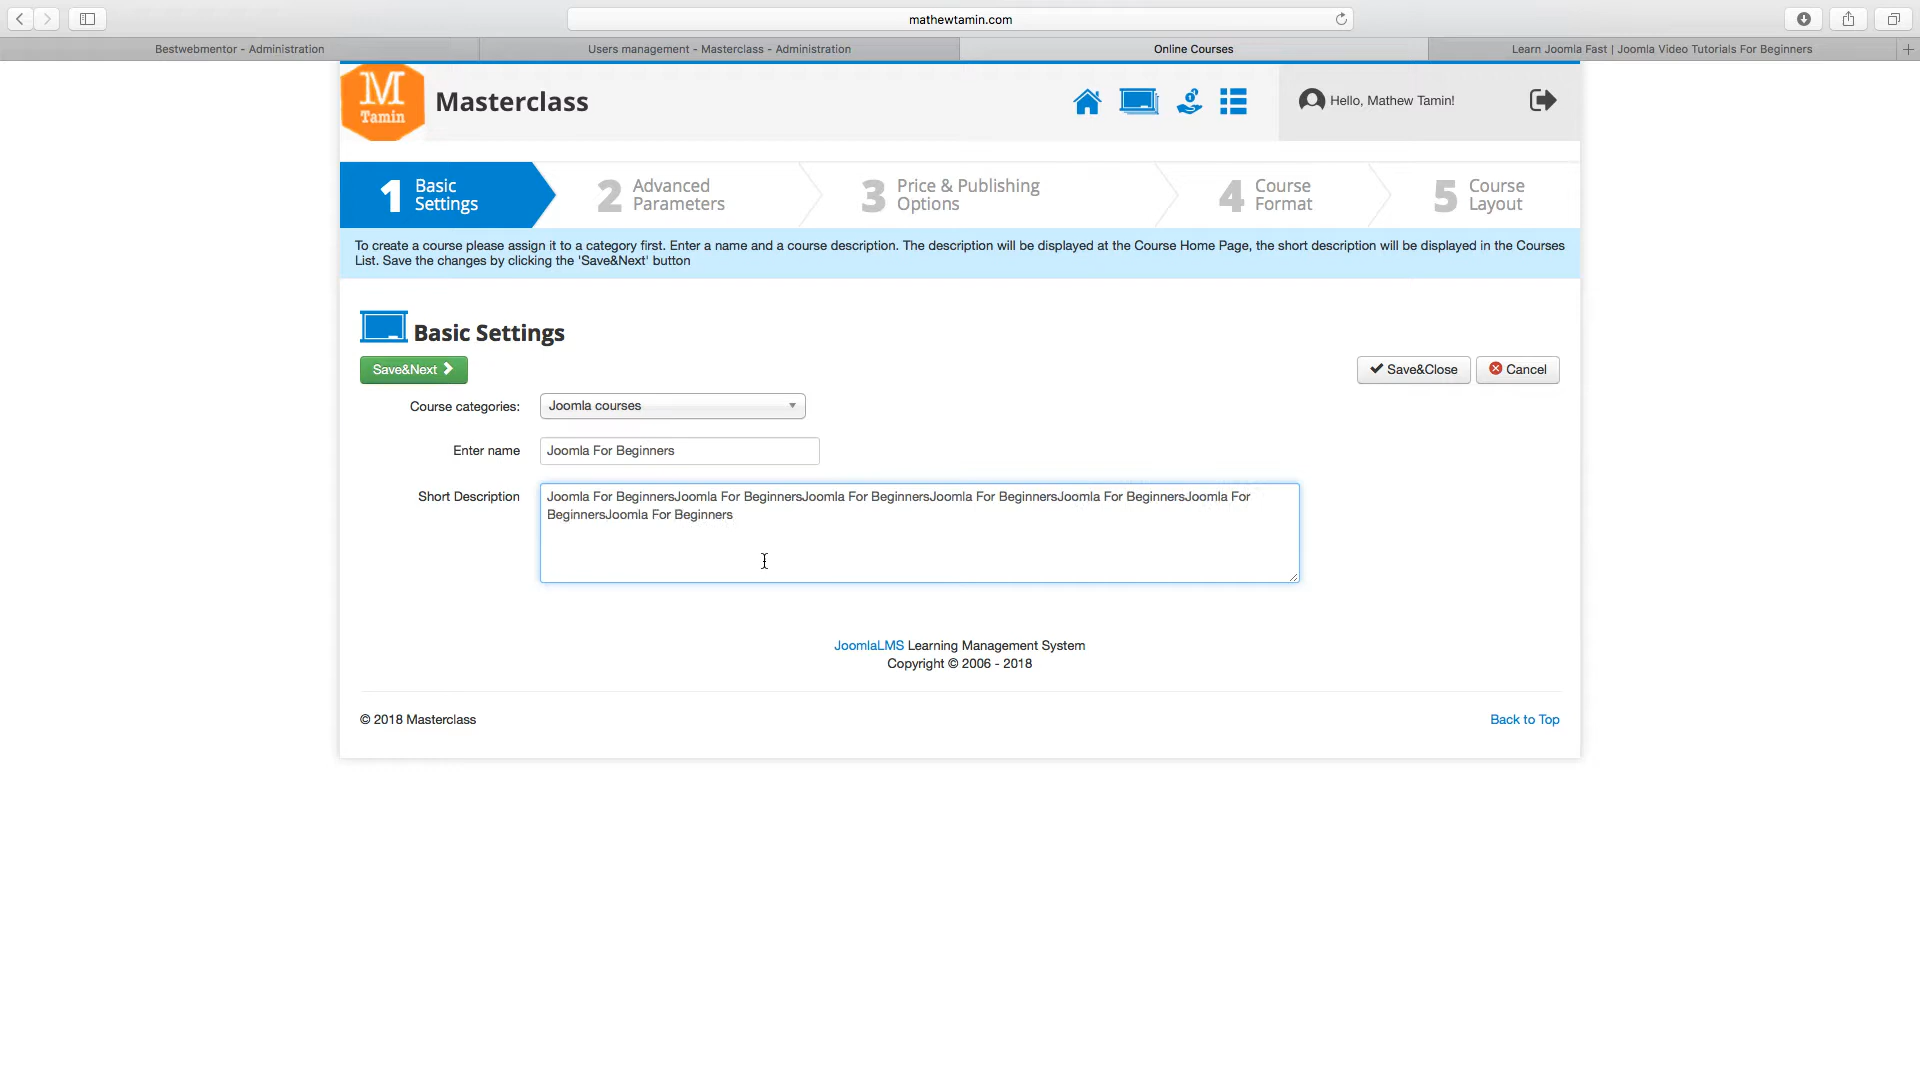 mathewtamin.com
Bestwebmentor - Administration
Users management - Masterclass - Administration
Online Courses
Learn Joomla Fast | Joomla Video Tutorials For Beginners
M
Tamin
Masterclass
Hello, Mathew Tamin!
1 Basic
Settings
2 Advanced
Parameters
3 Price & Publishing
Options
4 Course
Format
5 Course
Layout
To create a course please assign it to a category first. Enter a name and a course description. The description will be displayed at the Course Home Page, the short description will be displayed in the Courses
List. Save the changes by clicking the 'Save&Next' button
Basic Settings
Save&Next
Save&Close
Cancel
Course categories:
Joomla courses
Enter name
Joomla For Beginners
Short Description
Joomla For BeginnersJoomla For BeginnersJoomla For BeginnersJoomla For BeginnersJoomla For BeginnersJoomla For
BeginnersJoomla For Beginners
JoomlaLMS Learning Management System
Copyright © 2006 - 2018
© 2018 Masterclass
Back to Top